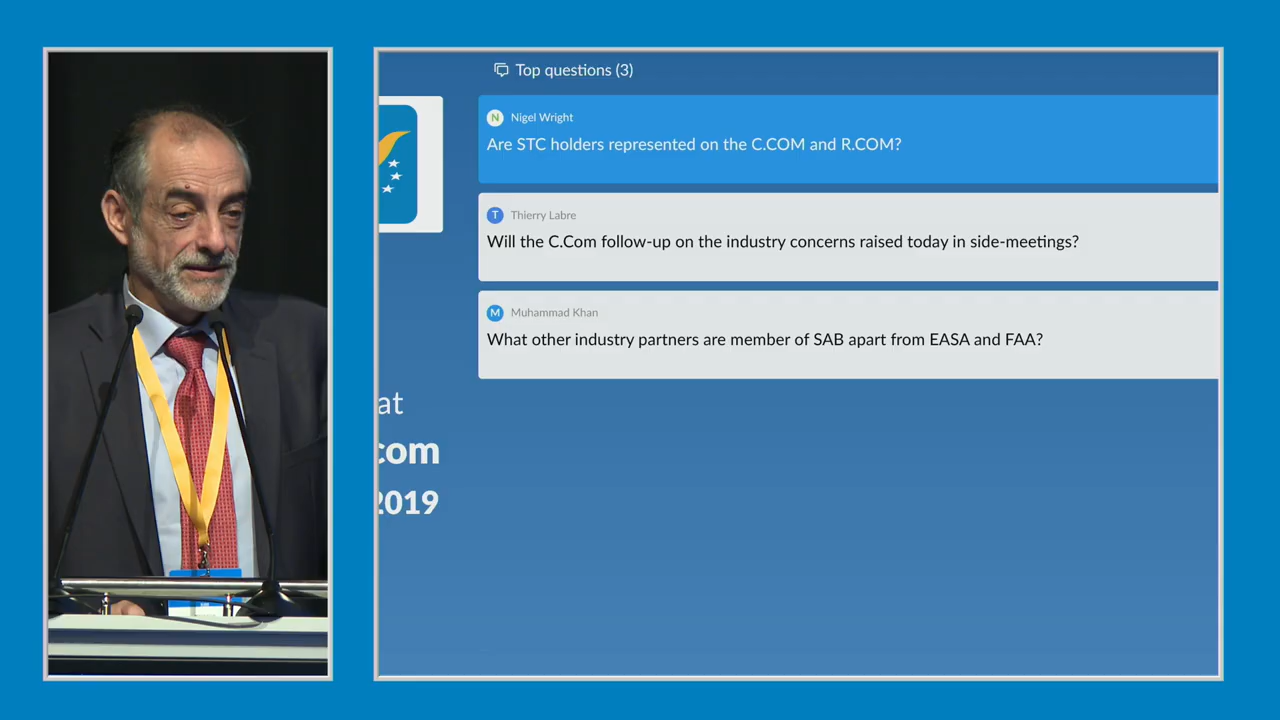 Top questions (3)
N Nigel Wright
Are STC holders represented on the C.COM and R.COM?
T Thierry Labre
Will the C.Com follow-up on the industry concerns raised today in side-meetings?
M Muhammad Khan
What other industry partners are member of SAB apart from EASA and FAA?
at
com
2019